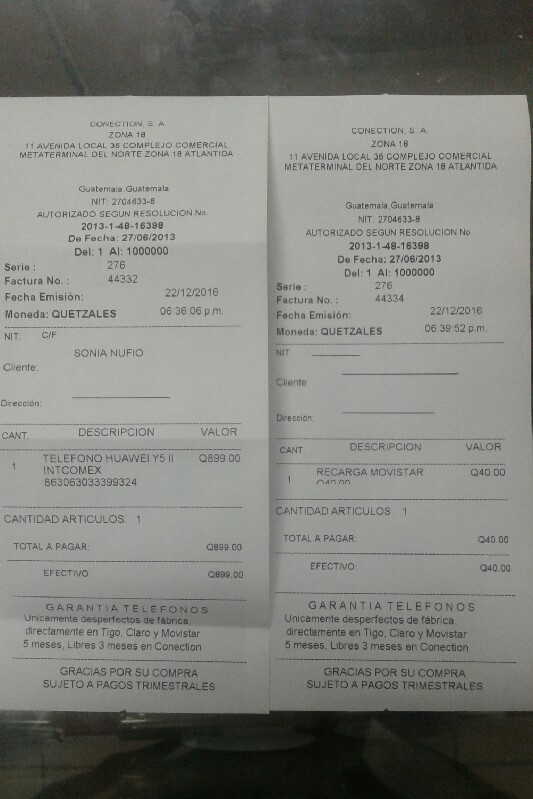 CONECTION, S. A.
ZONA 18
11 AVENIDA LOCAL 36 COMPLEJO COMERCIAL
METATERMINAL DEL NORTE ZONA 18 ATLANTIDA
Guatemala,Guatemala
NIT: 2704633-8
AUTORIZADO SEGUN RESOLUCION No.
2013-1-48-16398
De Fecha: 27/06/2013
Del: 1 Al: 1000000
Serie : 276
Factura No. : 44332
Fecha Emisión: 22/12/2016
Moneda: QUETZALES 06:36:06 p.m.
NIT: C/F
SONIA NUFIO
Cliente:
Dirección:
CANT. DESCRIPCION VALOR
1 TELEFONO HUAWEI Y5 II Q899.00
INTCOMEX
863063033399324
CANTIDAD ARTICULOS: 1
TOTAL A PAGAR: Q899.00
EFECTIVO: Q899.00
GARANTIA TELEFONOS
Unicamente desperfectos de fábrica,
directamente en Tigo, Claro y Movistar
5 meses, Libres 3 meses en Conection
GRACIAS POR SU COMPRA
SUJETO A PAGOS TRIMESTRALES
CONECTION, S. A.
ZONA 18
11 AVENIDA LOCAL 36 COMPLEJO COMERCIAL
METATERMINAL DEL NORTE ZONA 18 ATLANTIDA
Guatemala,Guatemala
NIT: 2704633-8
AUTORIZADO SEGUN RESOLUCION No.
2013-1-48-16398
De Fecha: 27/06/2013
Del: 1 Al: 1000000
Serie : 276
Factura No. : 44334
Fecha Emisión: 22/12/2016
Moneda: QUETZALES 06:39:52 p.m.
NIT:
Cliente:
Dirección:
CANT. DESCRIPCION VALOR
1 RECARGA MOVISTAR Q40.00
CANTIDAD ARTICULOS: 1
TOTAL A PAGAR: Q40.00
EFECTIVO: Q40.00
GARANTIA TELEFONOS
Unicamente desperfectos de fábrica,
directamente en Tigo, Claro y Movistar
5 meses, Libres 3 meses en Conection
GRACIAS POR SU COMPRA
SUJETO A PAGOS TRIMESTRALES